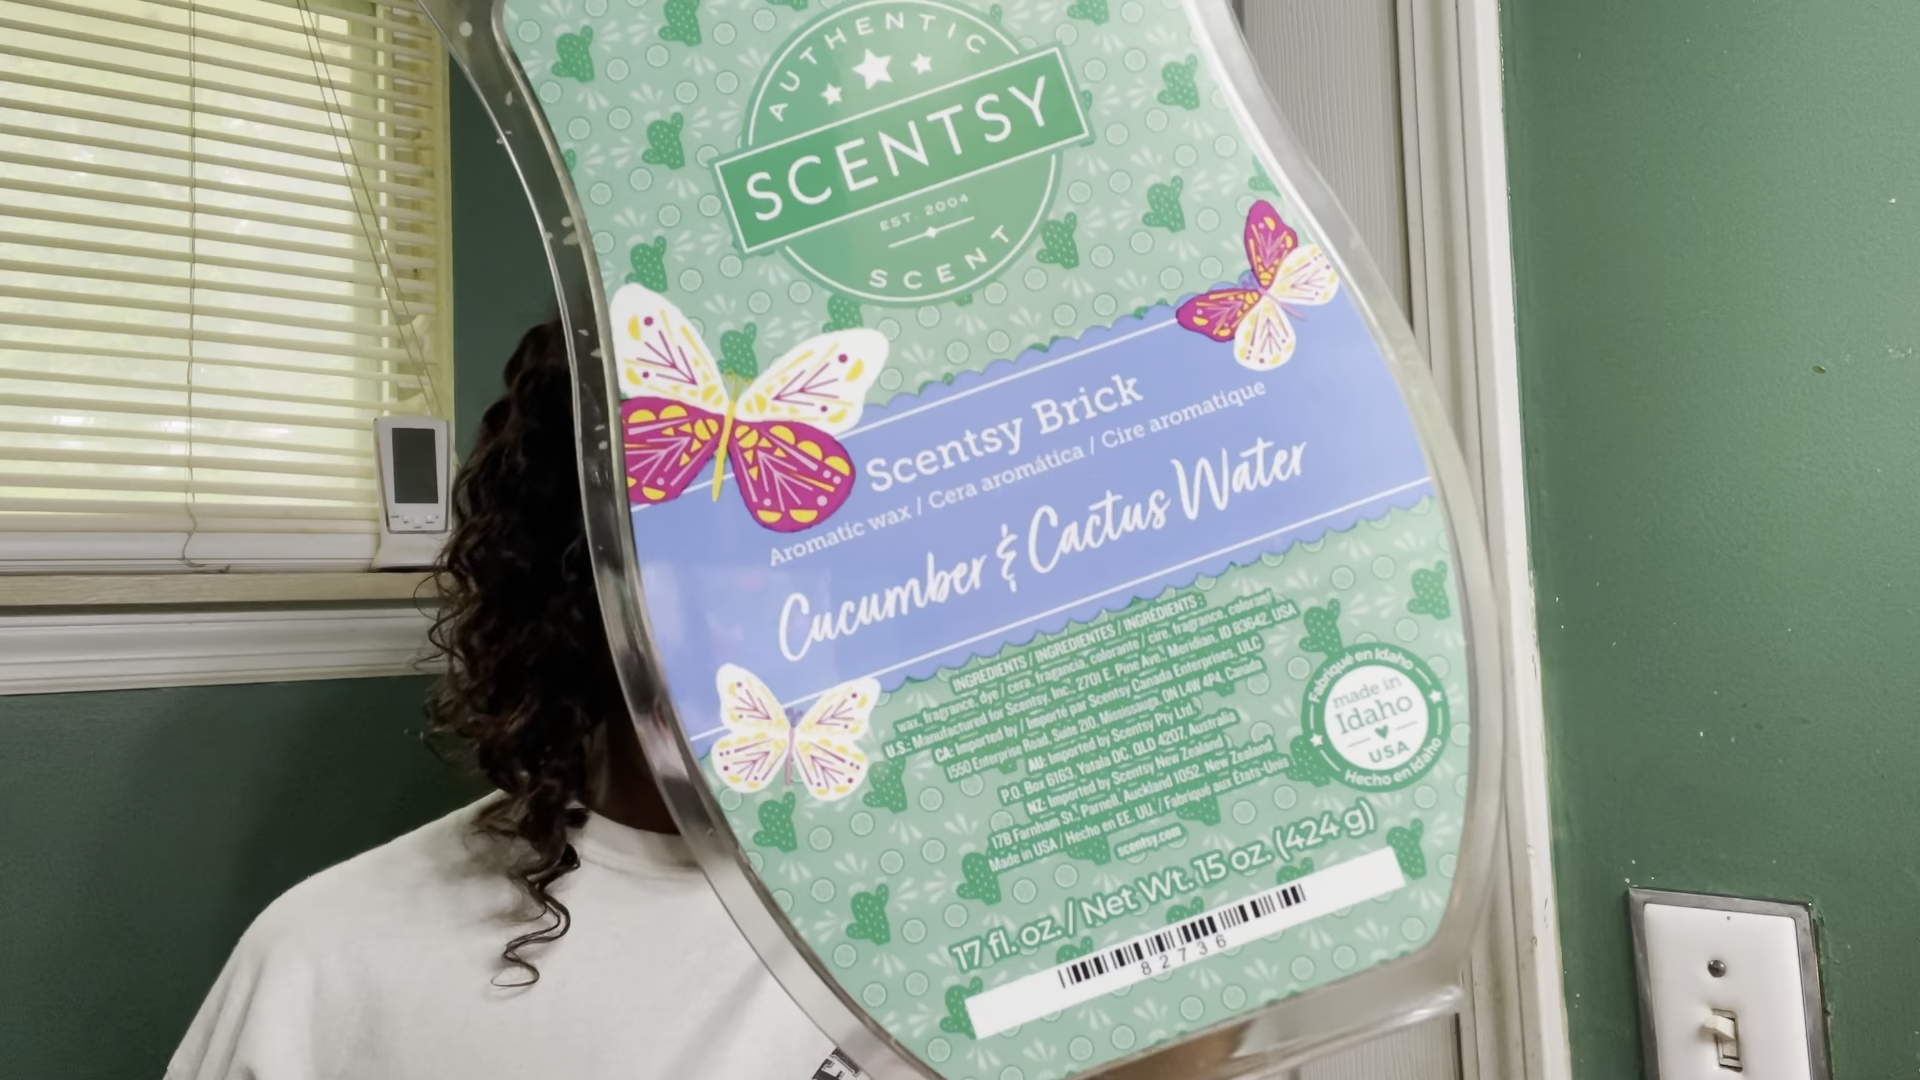 AUTHENTIC
SCENTSY
EST. 2004
SCENT
Scentsy Brick
Aromatic wax / Cera aromática / Cire aromatique
Cucumber & Cactus Water
INGREDIENTS / INGREDIENTES / INGRÉDIENTS :
wax, fragrance, dye / cera, fragancia, colorante / cire, fragrance, colorant
U.S.: Manufactured for Scentsy, Inc., 2701 E. Pine Ave., Meridian, ID 83642, USA
CA: Imported by / Importé par Scentsy Canada Enterprises, ULC
1550 Enterprise Road, Suite 210, Mississauga, ON L4W 4P4, Canada
AU: Imported by Scentsy Pty Ltd.
P.O. Box 6163, Yatala DC, QLD 4207, Australia
NZ: Imported by Scentsy New Zealand
17B Farnham St., Parnell, Auckland 1052, New Zealand
Made in USA / Hecho en EE. UU. / Fabriqué aux États-Unis
scentsy.com
Fabriqué en Idaho
made in
Idaho
USA
Hecho en Idaho
17 fl. oz. / Net Wt. 15 oz. (424 g)
82736